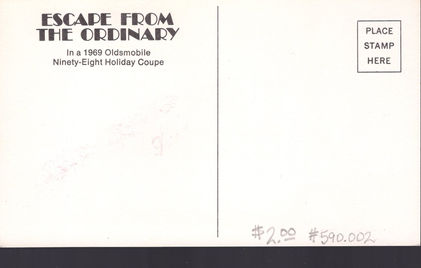 ESCAPE FROM
THE ORDINARY
In a 1969 Oldsmobile
Ninety-Eight Holiday Coupe
PLACE
STAMP
HERE
$2.00 #590.002